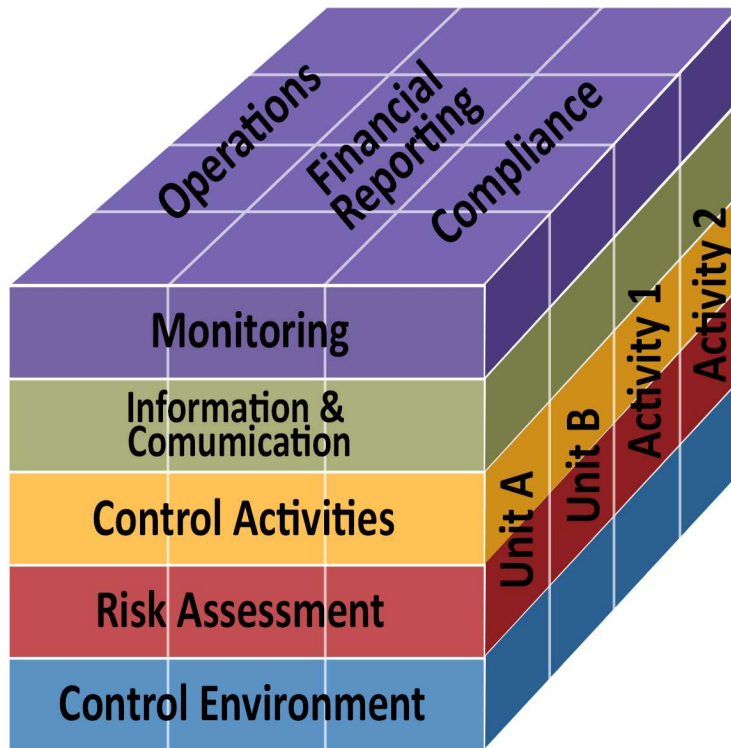 Operations
Financial
Reporting
Compliance
Monitoring
Information &
Comumication
Control Activities
Risk Assessment
Control Environment
Unit A
Unit B
Activity 1
Activity 2